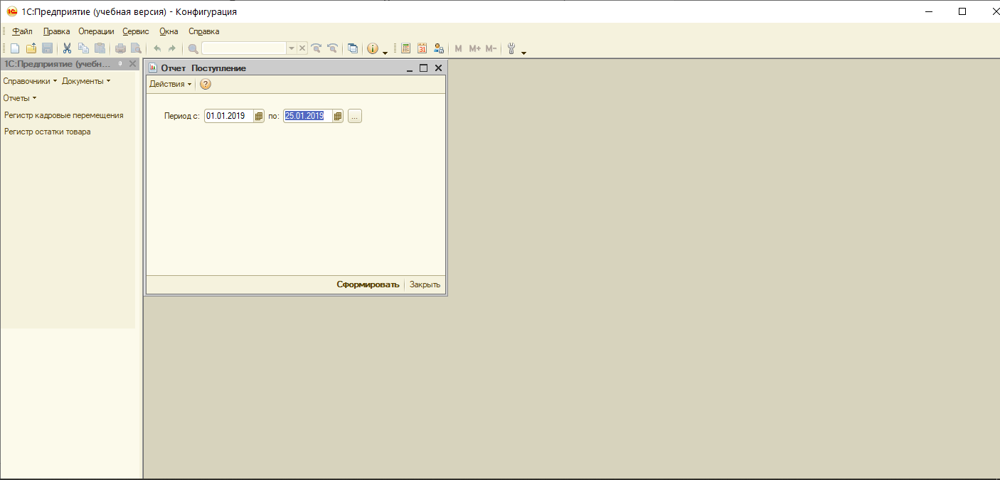 1С:Предприятие (учебная версия) - Конфигурация
Файл Правка Операции Сервис Окна Справка
31 M M+ M-
1С:Предприятие (учебн...
Справочники Документы
Отчеты
Регистр кадровые перемещения
Регистр остатки товара
Отчет Поступление
Действия ?
Период с: 01.01.2019 по: 25.01.2019 ...
Сформировать Закрыть